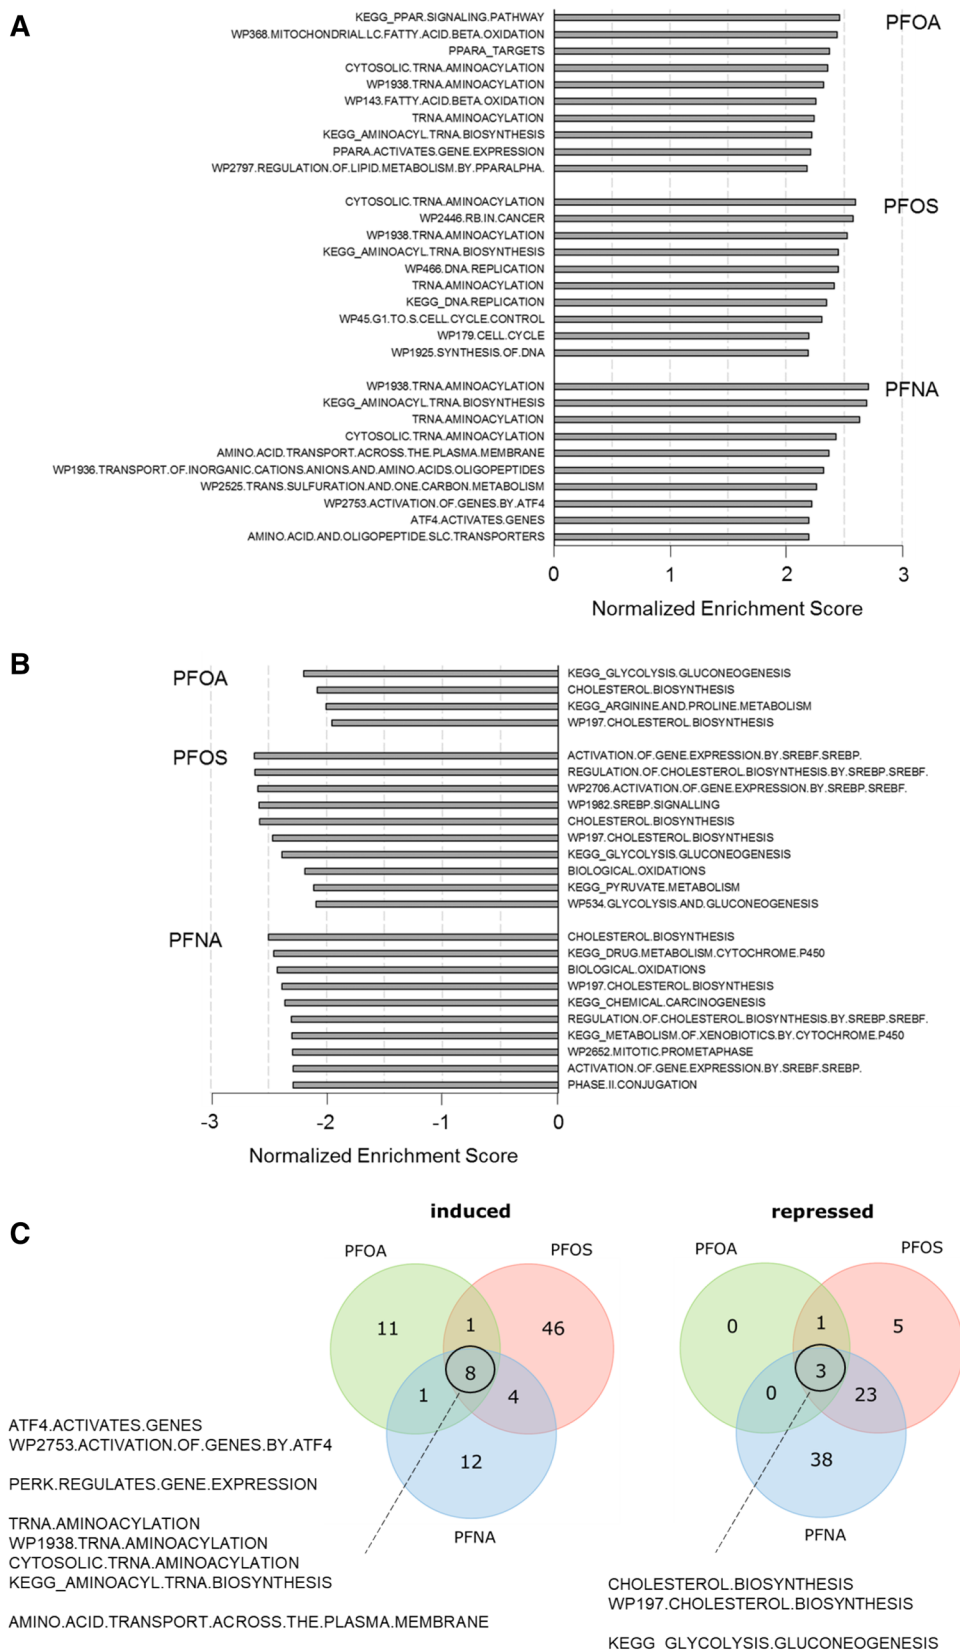 A
PFOA
KEGG_PPAR.SIGNALING.PATHWAY
WP368.MITOCHONDRIAL.LC.FATTY.ACID.BETA.OXIDATION
PPARA_TARGETS
CYTOSOLIC.TRNA.AMINOACYLATION
WP1938.TRNA.AMINOACYLATION
WP143.FATTY.ACID.BETA.OXIDATION
TRNA.AMINOACYLATION
KEGG_AMINOACYL.TRNA.BIOSYNTHESIS
PPARA.ACTIVATES.GENE.EXPRESSION
WP2797.REGULATION.OF.LIPID.METABOLISM.BY.PPARALPHA.
PFOS
CYTOSOLIC.TRNA.AMINOACYLATION
WP2446.RB.IN.CANCER
WP1938.TRNA.AMINOACYLATION
KEGG_AMINOACYL.TRNA.BIOSYNTHESIS
WP466.DNA.REPLICATION
TRNA.AMINOACYLATION
KEGG_DNA.REPLICATION
WP45.G1.TO.S.CELL.CYCLE.CONTROL
WP179.CELL.CYCLE
WP1925.SYNTHESIS.OF.DNA
PFNA
WP1938.TRNA.AMINOACYLATION
KEGG_AMINOACYL.TRNA.BIOSYNTHESIS
TRNA.AMINOACYLATION
CYTOSOLIC.TRNA.AMINOACYLATION
AMINO.ACID.TRANSPORT.ACROSS.THE.PLASMA.MEMBRANE
WP1936.TRANSPORT.OF.INORGANIC.CATIONS.ANIONS.AND.AMINO.ACIDS.OLIGOPEPTIDES
WP2525.TRANS.SULFURATION.AND.ONE.CARBON.METABOLISM
WP2753.ACTIVATION.OF.GENES.BY.ATF4
ATF4.ACTIVATES.GENES
AMINO.ACID.AND.OLIGOPEPTIDE.SLC.TRANSPORTERS
0 1 2 3
Normalized Enrichment Score
B
PFOA
KEGG_GLYCOLYSIS.GLUCONEOGENESIS
CHOLESTEROL.BIOSYNTHESIS
KEGG_ARGININE.AND.PROLINE.METABOLISM
WP197.CHOLESTEROL.BIOSYNTHESIS
PFOS
ACTIVATION.OF.GENE.EXPRESSION.BY.SREBF.SREBP.
REGULATION.OF.CHOLESTEROL.BIOSYNTHESIS.BY.SREBP.SREBF.
WP2706.ACTIVATION.OF.GENE.EXPRESSION.BY.SREBP.SREBF.
WP1982.SREBP.SIGNALLING
CHOLESTEROL.BIOSYNTHESIS
WP197.CHOLESTEROL.BIOSYNTHESIS
KEGG_GLYCOLYSIS.GLUCONEOGENESIS
BIOLOGICAL.OXIDATIONS
KEGG_PYRUVATE.METABOLISM
WP534.GLYCOLYSIS.AND.GLUCONEOGENESIS
PFNA
CHOLESTEROL.BIOSYNTHESIS
KEGG_DRUG.METABOLISM.CYTOCHROME.P450
BIOLOGICAL.OXIDATIONS
WP197.CHOLESTEROL.BIOSYNTHESIS
KEGG_CHEMICAL.CARCINOGENESIS
REGULATION.OF.CHOLESTEROL.BIOSYNTHESIS.BY.SREBP.SREBF.
KEGG_METABOLISM.OF.XENOBIOTICS.BY.CYTOCHROME.P450
WP2652.MITOTIC.PROMETAPHASE
ACTIVATION.OF.GENE.EXPRESSION.BY.SREBF.SREBP.
PHASE.II.CONJUGATION
-3 -2 -1 0
Normalized Enrichment Score
C
induced
PFOA PFOS
11 1 46
8
1 4
12
PFNA
ATF4.ACTIVATES.GENES
WP2753.ACTIVATION.OF.GENES.BY.ATF4
PERK.REGULATES.GENE.EXPRESSION
TRNA.AMINOACYLATION
WP1938.TRNA.AMINOACYLATION
CYTOSOLIC.TRNA.AMINOACYLATION
KEGG_AMINOACYL.TRNA.BIOSYNTHESIS
AMINO.ACID.TRANSPORT.ACROSS.THE.PLASMA.MEMBRANE
repressed
PFOA PFOS
0 1 5
3
0 23
38
PFNA
CHOLESTEROL.BIOSYNTHESIS
WP197.CHOLESTEROL.BIOSYNTHESIS
KEGG_GLYCOLYSIS.GLUCONEOGENESIS